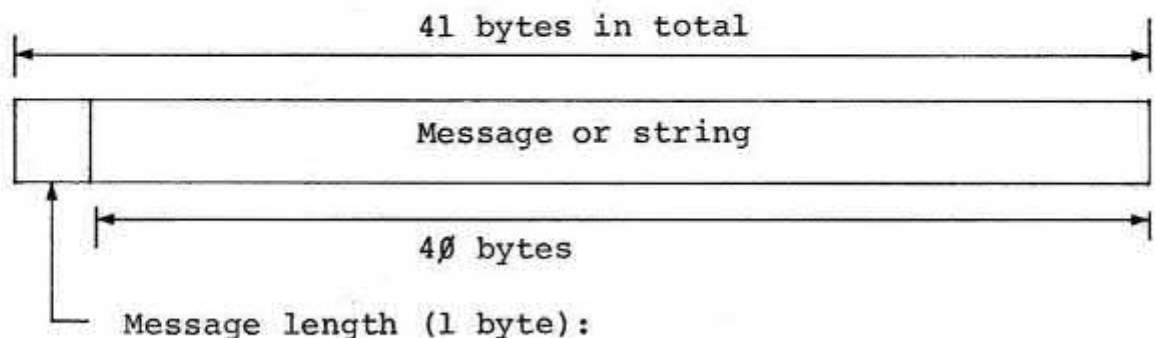 41 bytes in total
Message or string
4Ø bytes
Message length (1 byte):